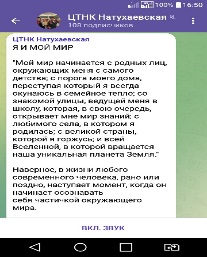 100% 16:50
ЦТНК Натухаевская
108 подписчиков
ЦТНК Натухаевская
Я И МОЙ МИР
"Мой мир начинается с родных лиц,
окружающих меня с самого
детства; с порога моего дома,
переступая который я всегда
окунаюсь в семейное тепло; со
знакомой улицы, ведущей меня в
школу, которая, в свою очередь,
открывает мне мир знаний; с
любимого села, в котором я
родилась; с великой страны,
которой я горжусь; и всей
Вселенной, в которой вращается
наша уникальная планета Земля."
Наверное, в жизни любого
современного человека, рано или
поздно, наступает момент, когда он
начинает осознавать
себя частичкой окружающего
мира.
ВКЛ. ЗВУК